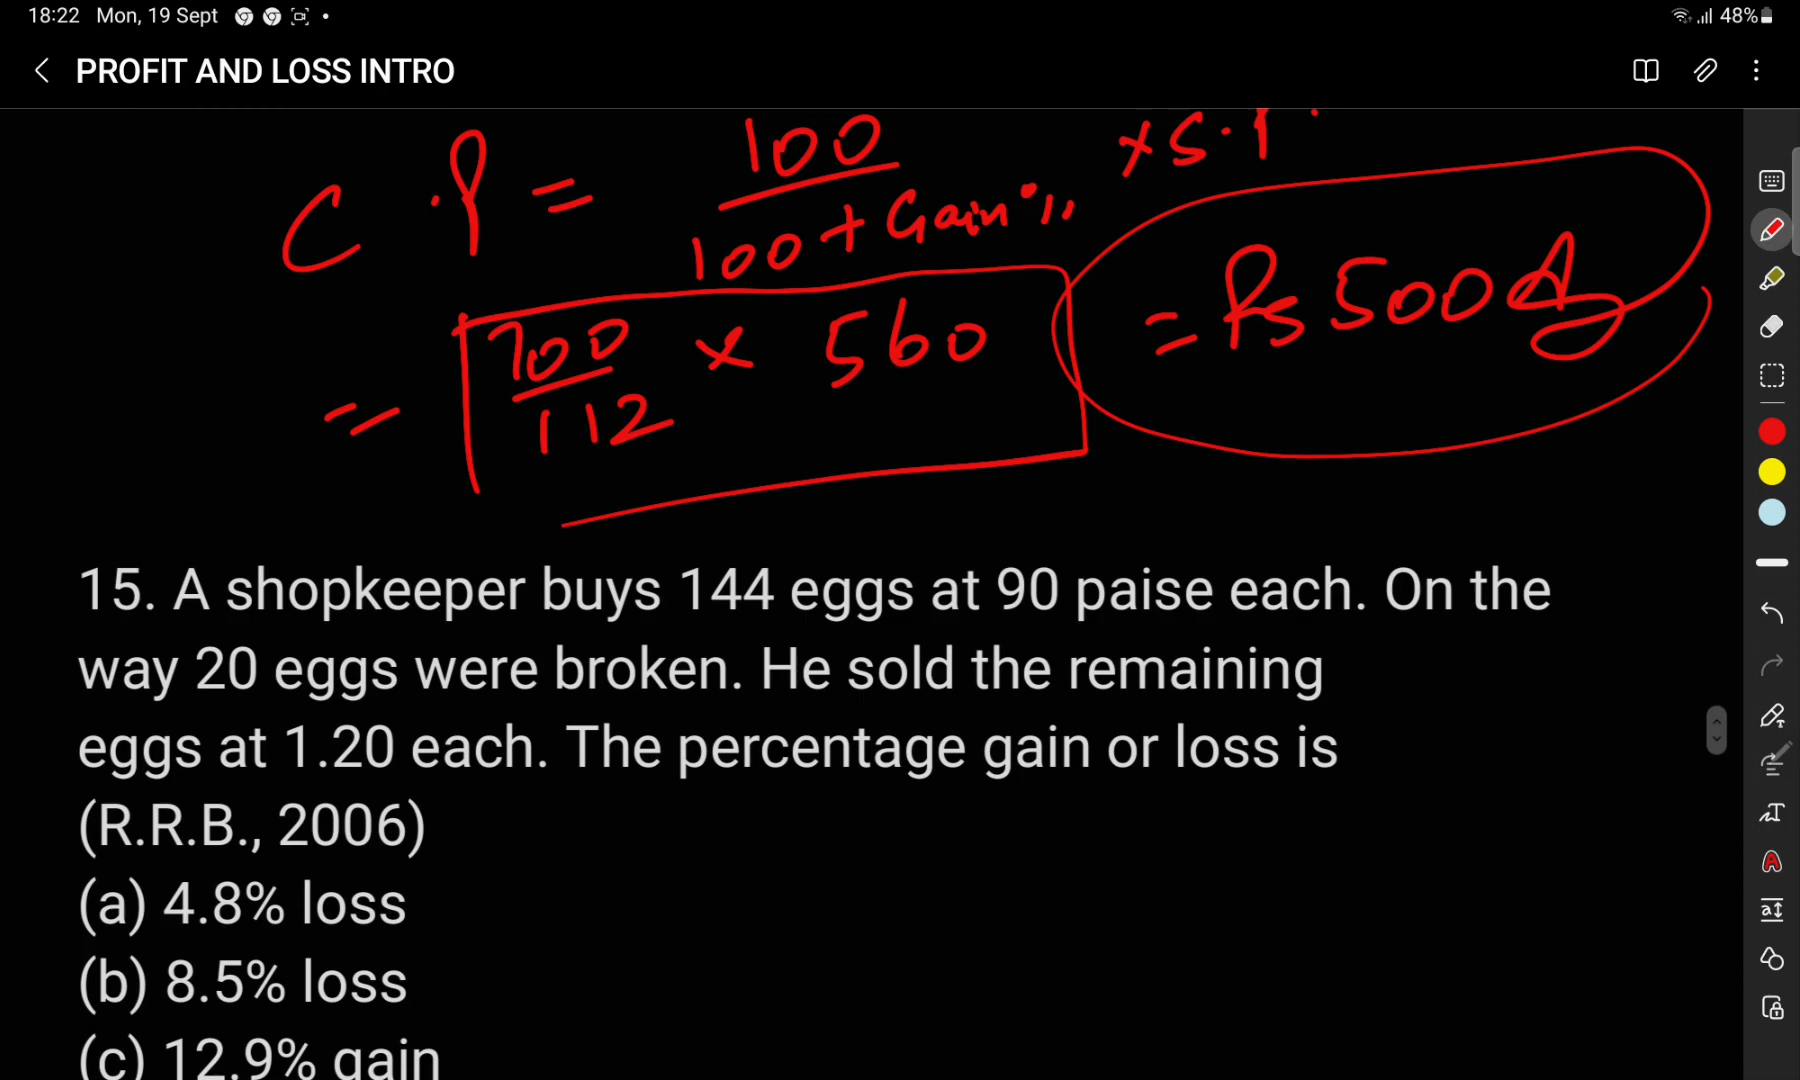 18:22 Mon, 19 Sept 48%
PROFIT AND LOSS INTRO
C.P = 100 / 100 + Gain% × S.P.
= 100 / 112 × 560 = Rs 500 A
15. A shopkeeper buys 144 eggs at 90 paise each. On the
way 20 eggs were broken. He sold the remaining
eggs at 1.20 each. The percentage gain or loss is
(R.R.B., 2006)
(a) 4.8% loss
(b) 8.5% loss
(c) 12.9% gain